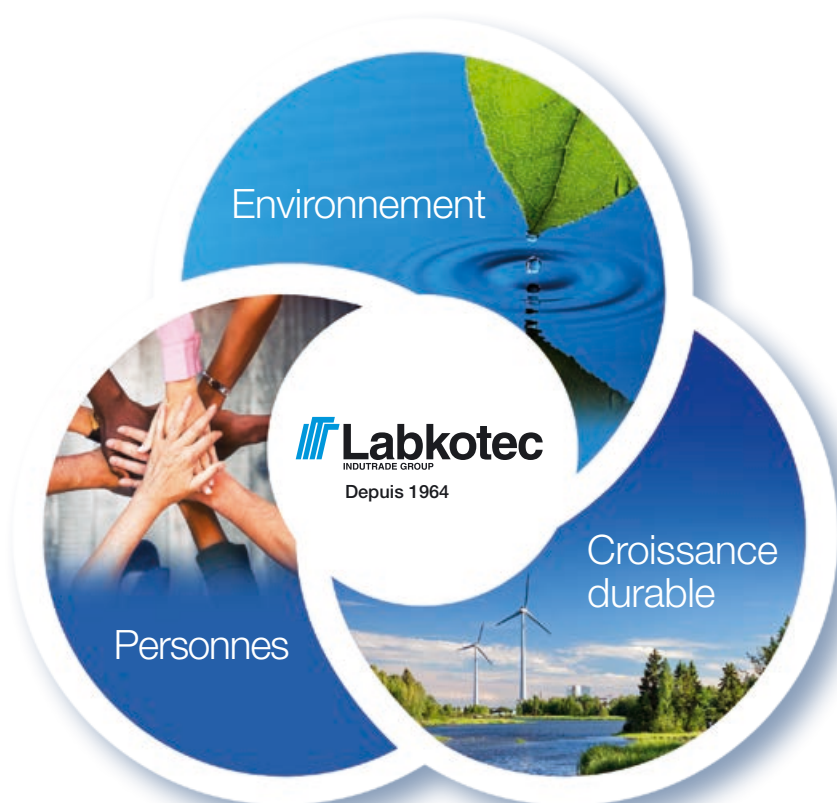 Environnement
Labkotec
INDUTRADE GROUP
Depuis 1964
Croissance
durable
Personnes